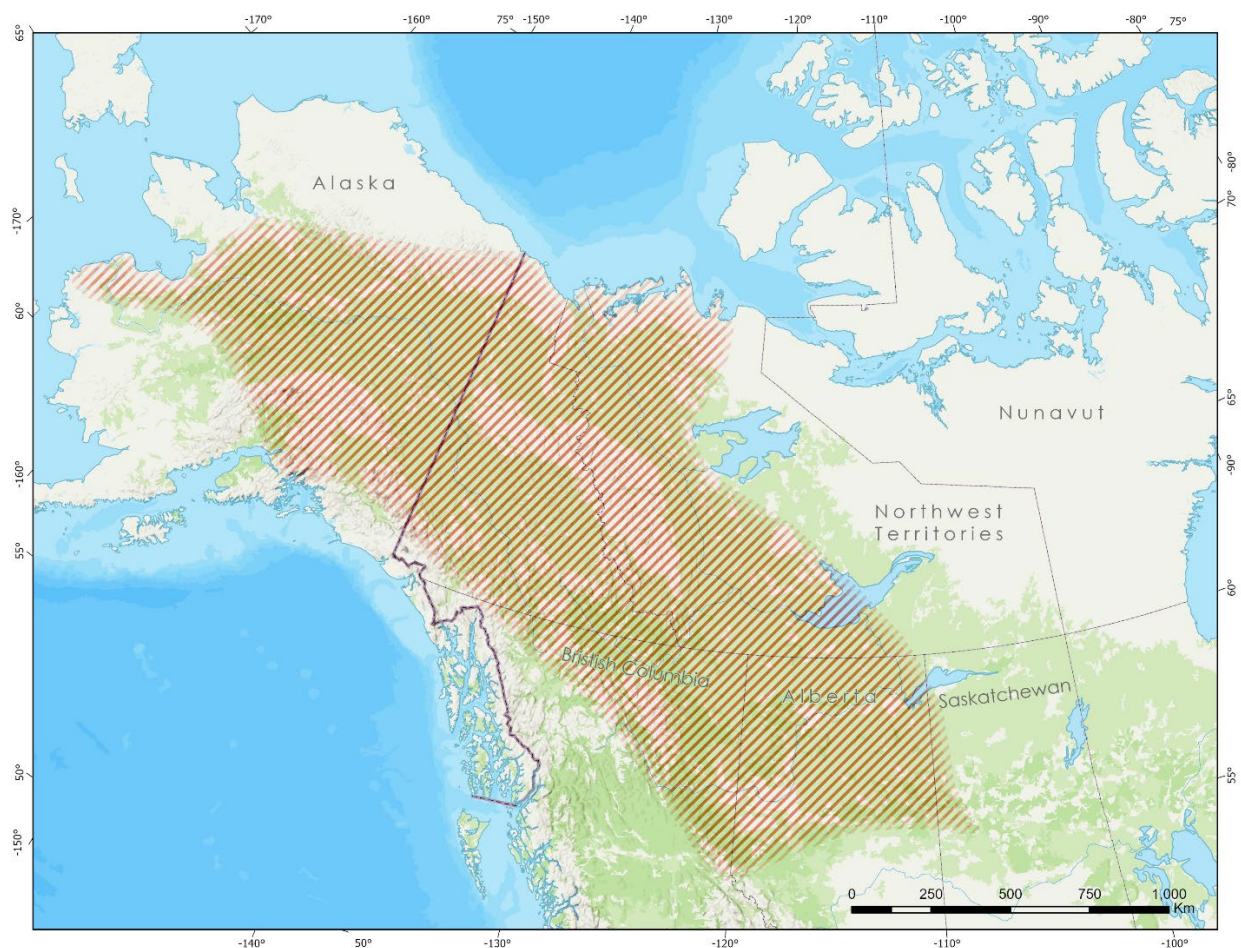 -170° -160° 75° -150° -140° -130° -120° -110° -100° -90° -80° 75°
65°
Alaska
-80°
70°
-170°
60°
65°
Nunavut
-90°
-160°
Northwest
Territories
55°
60°
Bristish Columbia
Alberta
Saskatchewan
50°
55°
-150°
0 250 500 750 1 000
Km
-140° 50° -130° -120° -110° -100°